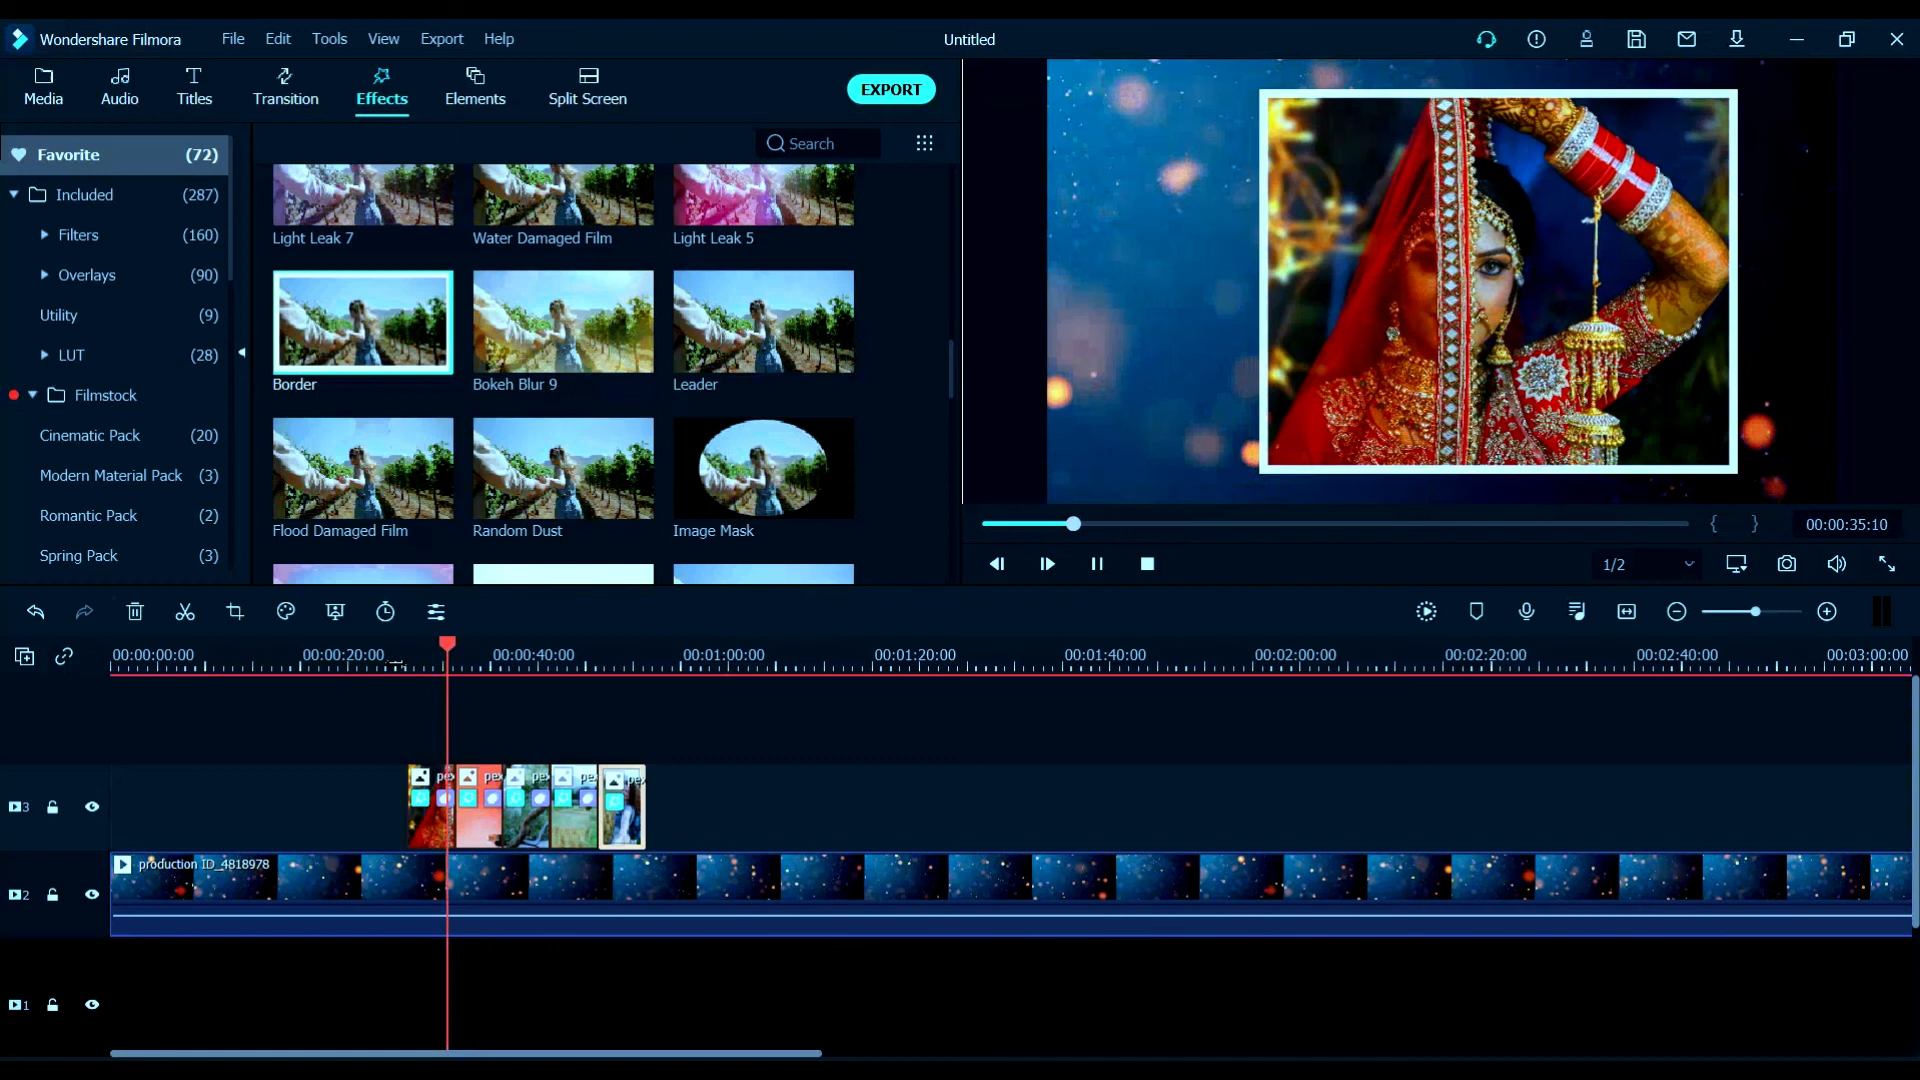 Wondershare Filmora File Edit Tools View Export Help Untitled
Media Audio Titles Transition Effects Elements Split Screen EXPORT
Favorite (72)
Search
Included (287)
Filters (160)
Overlays (90)
Utility (9)
LUT (28)
Filmstock
Cinematic Pack (20)
Modern Material Pack (3)
Romantic Pack (2)
Spring Pack (3)
Light Leak 7 Water Damaged Film Light Leak 5
Border Bokeh Blur 9 Leader
Flood Damaged Film Random Dust Image Mask
{ } 00:00:35:10
1/2
00:00:00:00 00:00:20:00 00:00:40:00 00:01:00:00 00:01:20:00 00:01:40:00 00:02:00:00 00:02:20:00 00:02:40:00 00:03:00:00
3
2 production ID_4818978
1